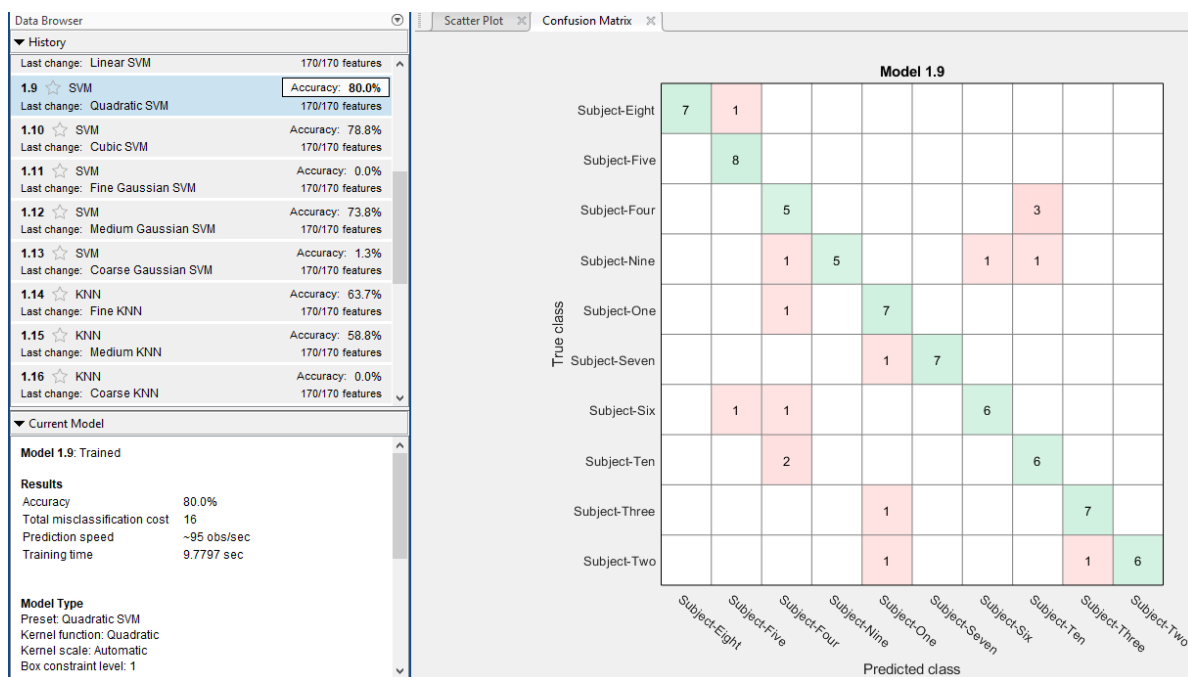 Data Browser
History
Last change: Linear SVM 170/170 features
1.9 SVM Accuracy: 80.0%
Last change: Quadratic SVM 170/170 features
1.10 SVM Accuracy: 78.8%
Last change: Cubic SVM 170/170 features
1.11 SVM Accuracy: 0.0%
Last change: Fine Gaussian SVM 170/170 features
1.12 SVM Accuracy: 73.8%
Last change: Medium Gaussian SVM 170/170 features
1.13 SVM Accuracy: 1.3%
Last change: Coarse Gaussian SVM 170/170 features
1.14 KNN Accuracy: 63.7%
Last change: Fine KNN 170/170 features
1.15 KNN Accuracy: 58.8%
Last change: Medium KNN 170/170 features
1.16 KNN Accuracy: 0.0%
Last change: Coarse KNN 170/170 features
Current Model
Model 1.9: Trained
Results
Accuracy 80.0%
Total misclassification cost 16
Prediction speed ~95 obs/sec
Training time 9.7797 sec
Model Type
Preset: Quadratic SVM
Kernel function: Quadratic
Kernel scale: Automatic
Box constraint level: 1
Scatter Plot Confusion Matrix
Model 1.9
True class
Subject-Eight 7 1
Subject-Five 8
Subject-Four 5 3
Subject-Nine 1 5 1 1
Subject-One 1 7
Subject-Seven 1 7
Subject-Six 1 1 6
Subject-Ten 2 6
Subject-Three 1 7
Subject-Two 1 1 6
Subject-Eight Subject-Five Subject-Four Subject-Nine Subject-One Subject-Seven Subject-Six Subject-Ten Subject-Three Subject-Two
Predicted class